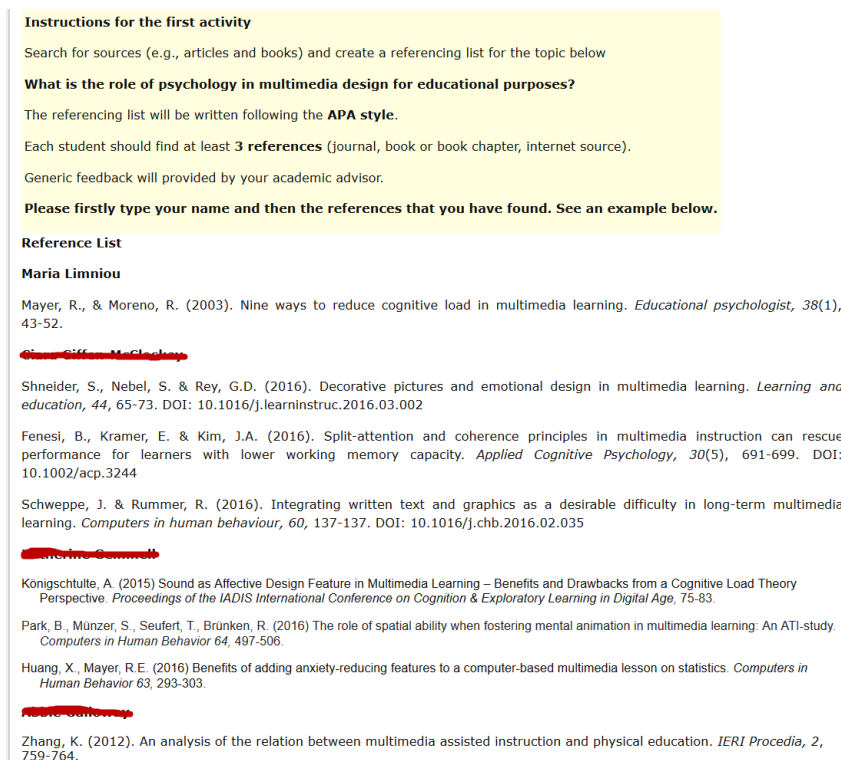 Instructions for the first activity
Search for sources (e.g., articles and books) and create a referencing list for the topic below
What is the role of psychology in multimedia design for educational purposes?
The referencing list will be written following the APA style.
Each student should find at least 3 references (journal, book or book chapter, internet source).
Generic feedback will provided by your academic advisor.
Please firstly type your name and then the references that you have found. See an example below.
Reference List
Maria Limniou
Mayer, R., & Moreno, R. (2003). Nine ways to reduce cognitive load in multimedia learning. Educational psychologist, 38(1),
43-52.
Shneider, S., Nebel, S. & Rey, G.D. (2016). Decorative pictures and emotional design in multimedia learning. Learning and
education, 44, 65-73. DOI: 10.1016/j.learninstruc.2016.03.002
Fenesi, B., Kramer, E. & Kim, J.A. (2016). Split-attention and coherence principles in multimedia instruction can rescue
performance for learners with lower working memory capacity. Applied Cognitive Psychology, 30(5), 691-699. DOI:
10.1002/acp.3244
Schweppe, J. & Rummer, R. (2016). Integrating written text and graphics as a desirable difficulty in long-term multimedia
learning. Computers in human behaviour, 60, 137-137. DOI: 10.1016/j.chb.2016.02.035
Königschtulte, A. (2015) Sound as Affective Design Feature in Multimedia Learning – Benefits and Drawbacks from a Cognitive Load Theory
Perspective. Proceedings of the IADIS International Conference on Cognition & Exploratory Learning in Digital Age, 75-83.
Park, B., Münzer, S., Seufert, T., Brünken, R. (2016) The role of spatial ability when fostering mental animation in multimedia learning: An ATI-study.
Computers in Human Behavior 64, 497-506.
Huang, X., Mayer, R.E. (2016) Benefits of adding anxiety-reducing features to a computer-based multimedia lesson on statistics. Computers in
Human Behavior 63, 293-303.
Zhang, K. (2012). An analysis of the relation between multimedia assisted instruction and physical education. IERI Procedia, 2,
759-764.